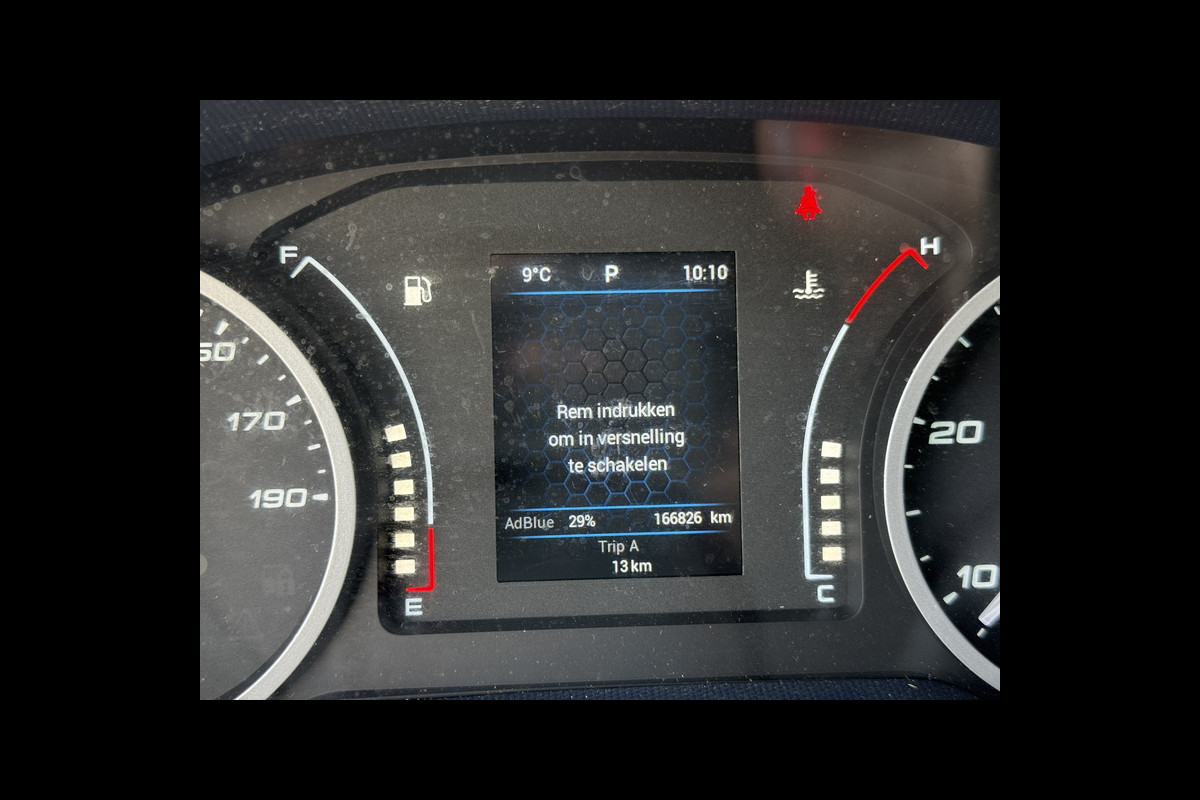 F
H
9°C P 10:10
170
190
20
10
Rem indrukken
om in versnelling
te schakelen
AdBlue 29% 166826 km
Trip A
13 km
E
C